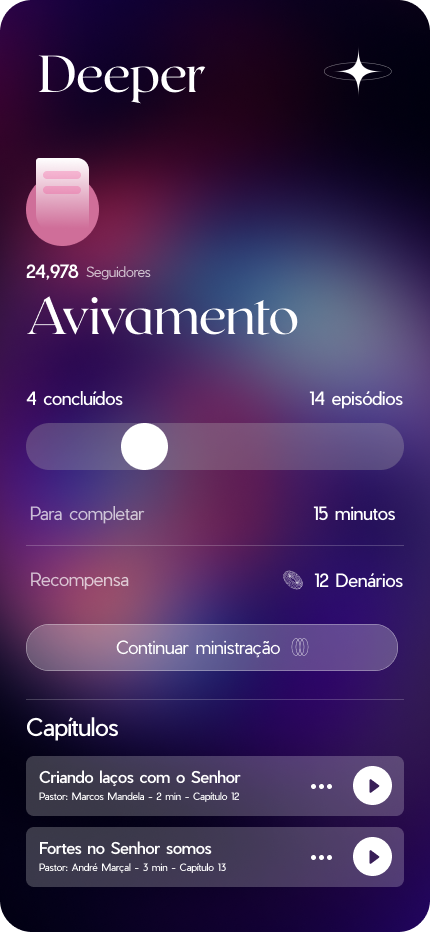 Deeper
24,978 Seguidores
Avivamento
4 concluídos 14 episódios
Para completar 15 minutos
Recompensa 12 Denários
Continuar ministração
Capítulos
Criando laços com o Senhor
Pastor: Marcos Mandela - 2 min - Capítulo 12
Fortes no Senhor somos
Pastor: André Marçal - 3 min - Capítulo 13